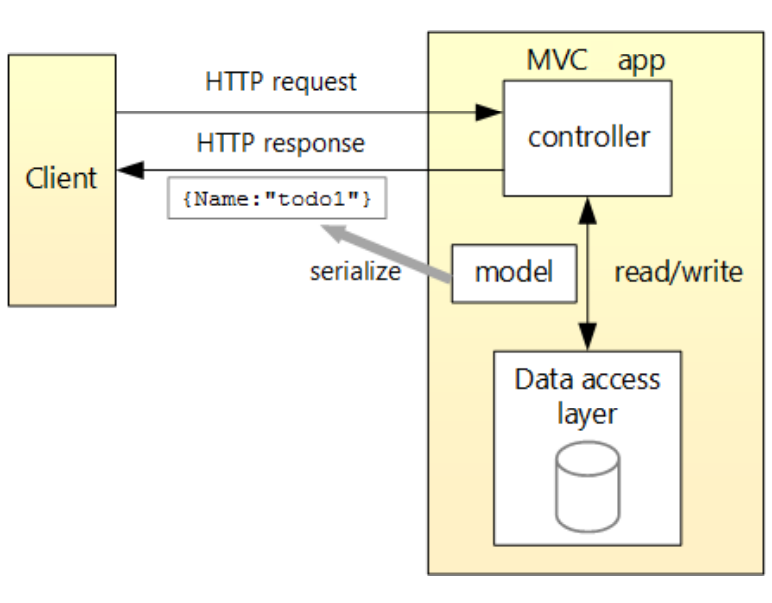 MVC app
HTTP request
controller
HTTP response
Client
{Name:"todo1"}
serialize
model
read/write
Data access
layer